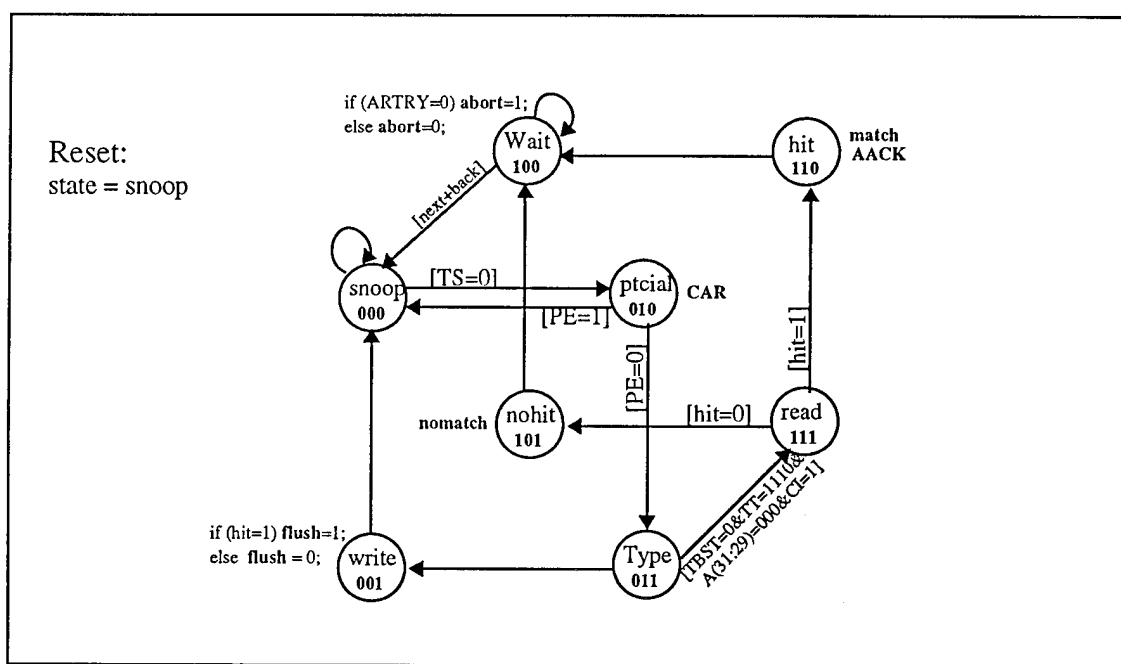 if (ARTRY=0) abort=1;
else abort=0;
Wait
100
hit
110
match
AACK
Reset:
state = snoop
[next+back]
snoop
000
[TS=0]
[PE=1]
ptcial
010
CAR
[PE=0]
[hit=1]
nomatch
nohit
101
[hit=0]
read
111
[TBST=0&TT=1110&
A(31:29)=000&CI=1]
if (hit=1) flush=1;
else flush = 0;
write
001
Type
011